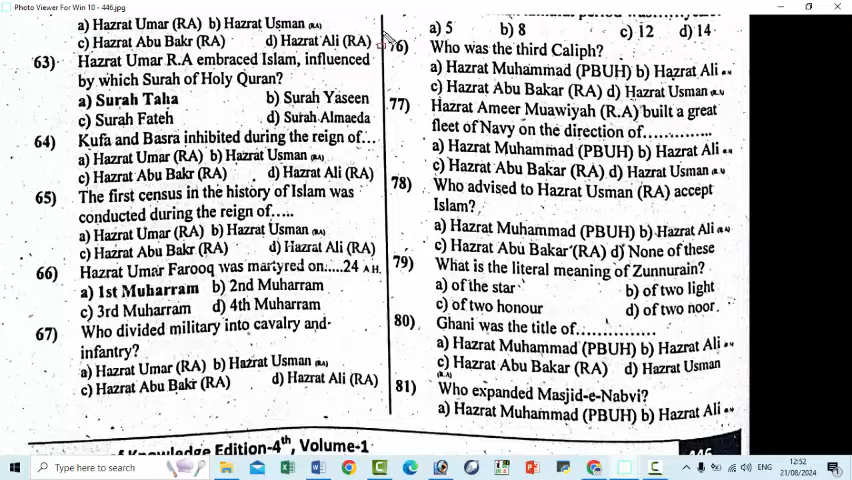 Photo Viewer For Win 10 - 446.jpg
a) Hazrat Umar (RA) b) Hazrat Usman (RA)
c) Hazrat Abu Bakr (RA) d) Hazrat Ali (RA)
63) Hazrat Umar R.A embraced Islam, influenced
by which Surah of Holy Quran?
a) Surah Taha b) Surah Yaseen
c) Surah Fateh d) Surah Almaeda
64) Kufa and Basra inhibited during the reign of...
a) Hazrat Umar (RA) b) Hazrat Usman (RA)
c) Hazrat Abu Bakr (RA) d) Hazrat Ali (RA)
65) The first census in the history of Islam was
conducted during the reign of.....
a) Hazrat Umar (RA) b) Hazrat Usman (RA)
c) Hazrat Abu Bakr (RA) d) Hazrat Ali (RA)
66) Hazrat Umar Farooq was martyred on.....24 A H.
a) 1st Muharram b) 2nd Muharram
c) 3rd Muharram d) 4th Muharram
67) Who divided military into cavalry and
infantry?
a) Hazrat Umar (RA) b) Hazrat Usman (RA)
c) Hazrat Abu Bakr (RA) d) Hazrat Ali (RA)
a) 5 b) 8 c) 12 d) 14
76) Who was the third Caliph?
a) Hazrat Muhammad (PBUH) b) Hazrat Ali
c) Hazrat Abu Bakar (RA) d) Hazrat Usman
77) Hazrat Ameer Muawiyah (R.A) built a great
fleet of Navy on the direction of..............
a) Hazrat Muhammad (PBUH) b) Hazrat Ali
c) Hazrat Abu Bakar (RA) d) Hazrat Usman
78) Who advised to Hazrat Usman (RA) accept
Islam?
a) Hazrat Muhammad (PBUH) b) Hazrat Ali
c) Hazrat Abu Bakar (RA) d) None of these
79) What is the literal meaning of Zunnurain?
a) of the star b) of two light
c) of two honour d) of two noor.
80) Ghani was the title of...............
a) Hazrat Muhammad (PBUH) b) Hazrat Ali
c) Hazrat Abu Bakar (RA) d) Hazrat Usman
(R.A)
81) Who expanded Masjid-e-Nabvi?
a) Hazrat Muhammad (PBUH) b) Hazrat Ali
of Knowledge Edition-4th, Volume-1
446
Type here to search
ENG
12:52
21/08/2024